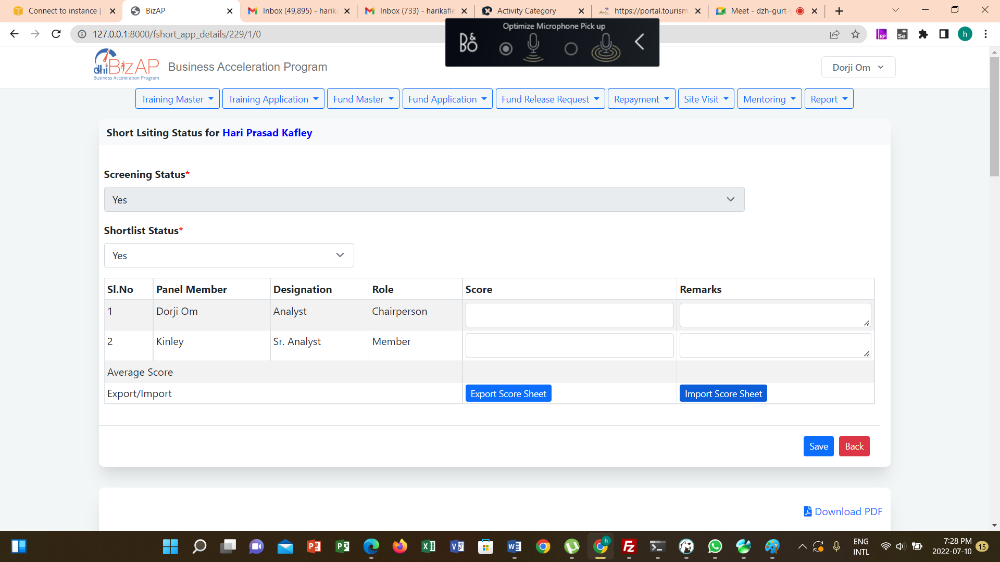 Connect to instance |
BizAP
Inbox (49,895) - harika
Inbox (733) - harikafle
Activity Category
https://portal.tourism.
Meet - dzh-gurt-
127.0.0.1:8000/fshort_app_details/229/1/0
Optimize Microphone Pick up
B&O
RP
Se
h
dhi BizAP
Business Acceleration Program
Business Acceleration Program
Dorji Om
Training Master
Training Application
Fund Master
Fund Application
Fund Release Request
Repayment
Site Visit
Mentoring
Report
Short Lsiting Status for Hari Prasad Kafley
Screening Status*
Yes
Shortlist Status*
Yes
Sl.No Panel Member Designation Role Score Remarks
1 Dorji Om Analyst Chairperson
2 Kinley Sr. Analyst Member
Average Score
Export/Import Export Score Sheet Import Score Sheet
Save Back
Download PDF
ENG
INTL
7:28 PM
2022-07-10
15